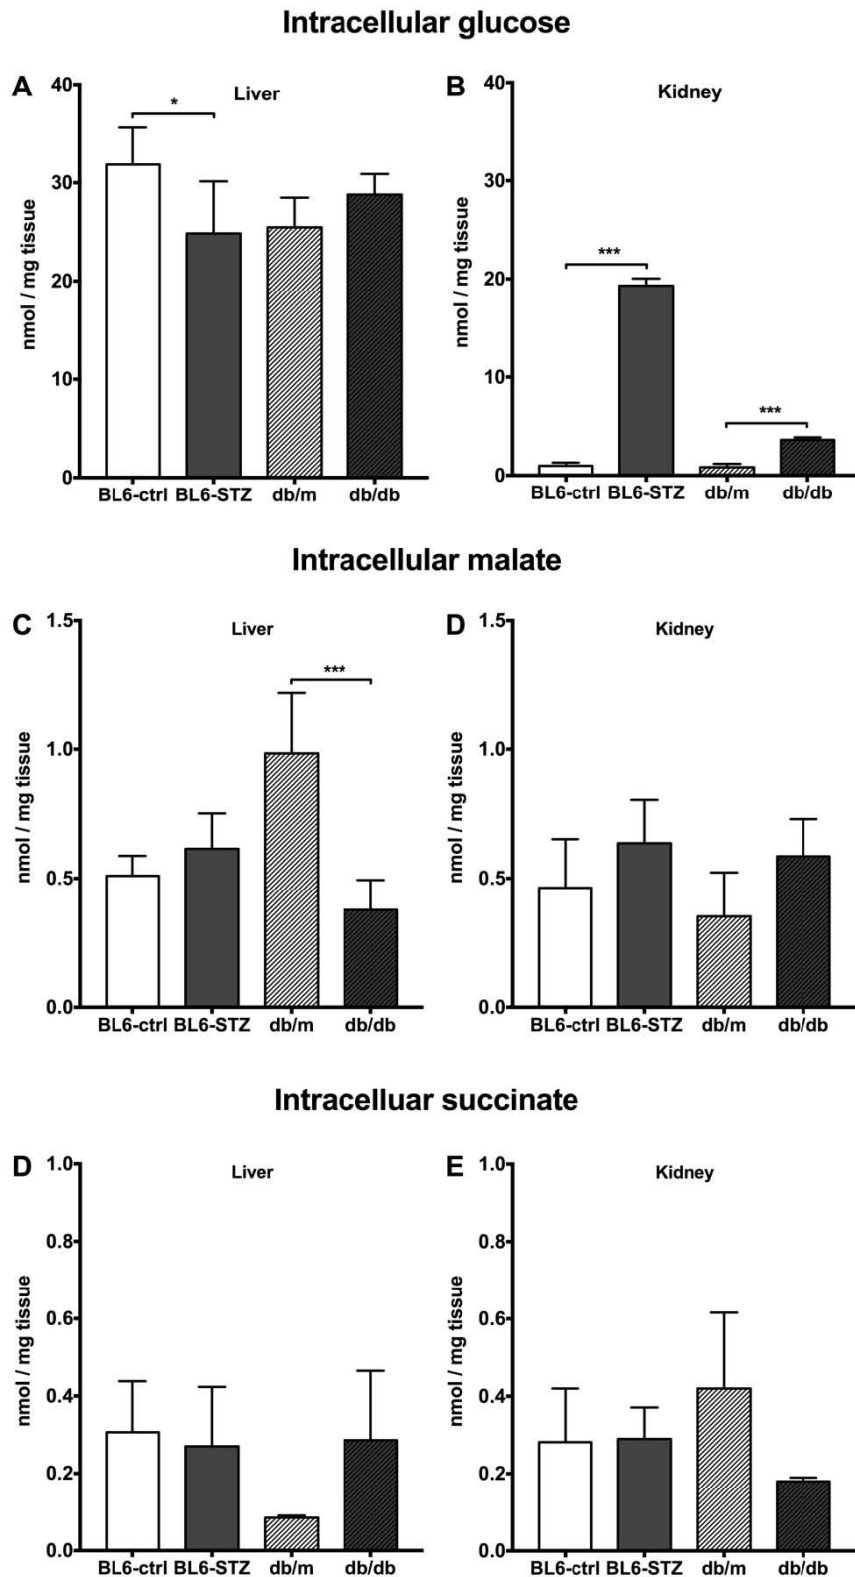 Intracellular glucose
A Liver B Kidney
nmol / mg tissue
40
30
20
10
0
*
BL6-ctrl BL6-STZ db/m db/db
nmol / mg tissue
40
30
20
10
0
***
***
BL6-ctrl BL6-STZ db/m db/db
Intracellular malate
C Liver D Kidney
nmol / mg tissue
1.5
1.0
0.5
0.0
***
BL6-ctrl BL6-STZ db/m db/db
nmol / mg tissue
1.5
1.0
0.5
0.0
BL6-ctrl BL6-STZ db/m db/db
Intracelluar succinate
D Liver E Kidney
nmol / mg tissue
1.0
0.8
0.6
0.4
0.2
0.0
BL6-ctrl BL6-STZ db/m db/db
nmol / mg tissue
1.0
0.8
0.6
0.4
0.2
0.0
BL6-ctrl BL6-STZ db/m db/db